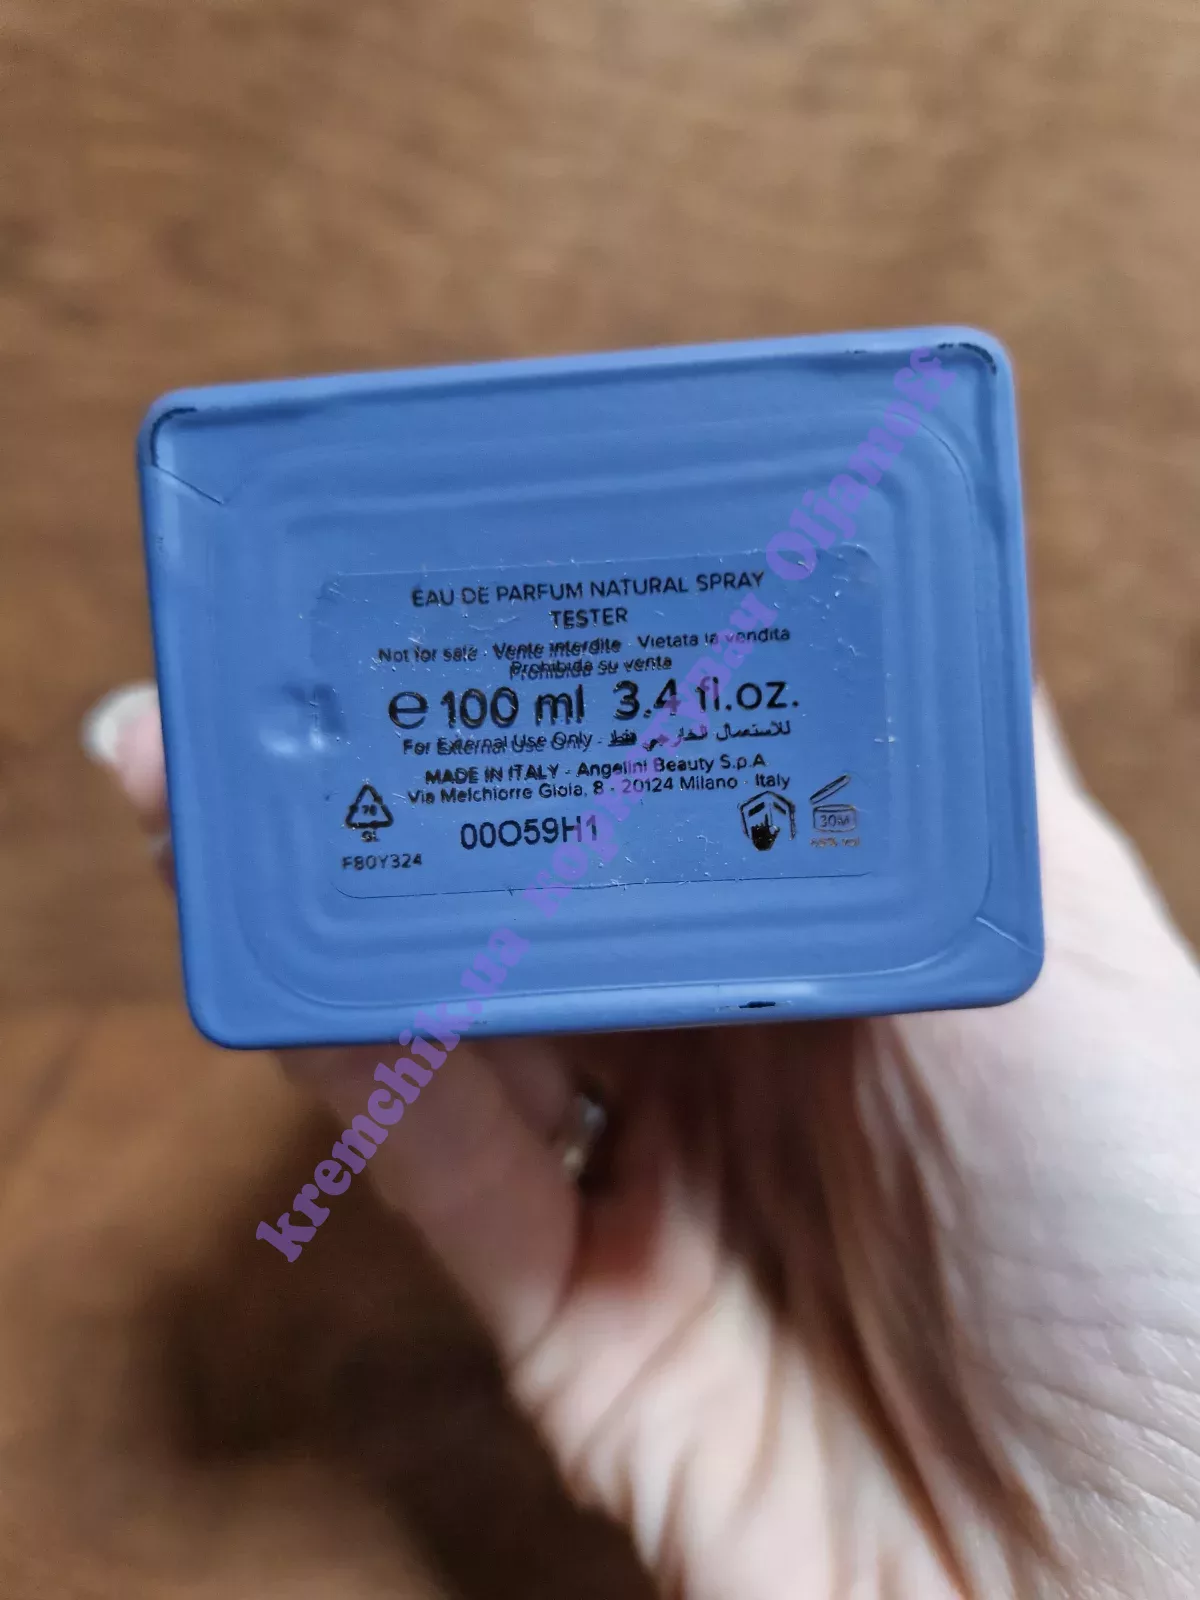 EAU DE PARFUM NATURAL SPRAY
TESTER
Not for sale · Vente interdite · Vietata la vendita
Prohibida su venta
℮ 100 ml 3.4 fl.oz.
For External Use Only - للاستعمال الخارجي فقط
MADE IN ITALY - Angelini Beauty S.p.A
Via Melchiorre Gioia, 8 - 20124 Milano - Italy
00O59H1
F80Y324
30M
kremchik.ua користувач Oljamoff